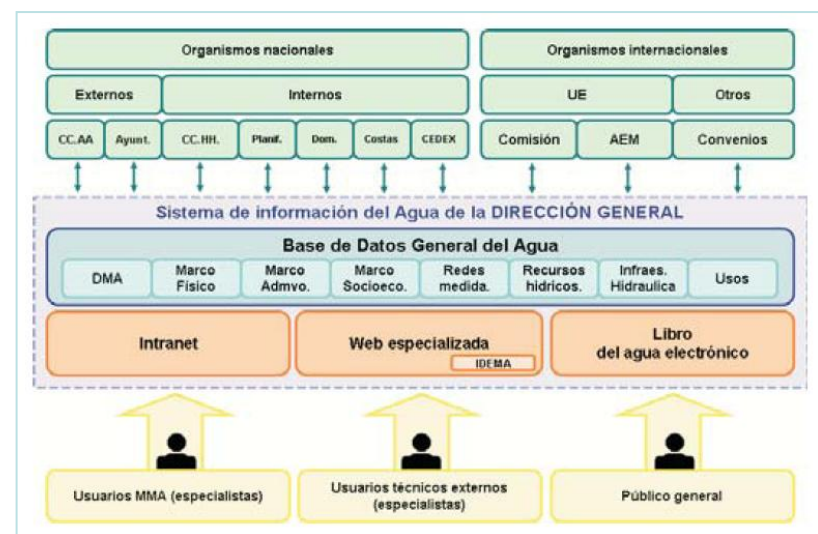 Organismos nacionales
Organismos internacionales
Externos
Internos
UE
Otros
CC.AA
Ayunt.
CC.HH.
Planif.
Dom.
Costas
CEDEX
Comisión
AEM
Convenios
Sistema de información del Agua de la DIRECCIÓN GENERAL
Base de Datos General del Agua
DMA
Marco
Físico
Marco
Admvo.
Marco
Socioeco.
Redes
medida.
Recursos
hidricos.
Infraes.
Hidraulica
Usos
Intranet
Web especializada
IDEMA
Libro
del agua electrónico
Usuarios MMA (especialistas)
Usuarios técnicos externos
(especialistas)
Público general